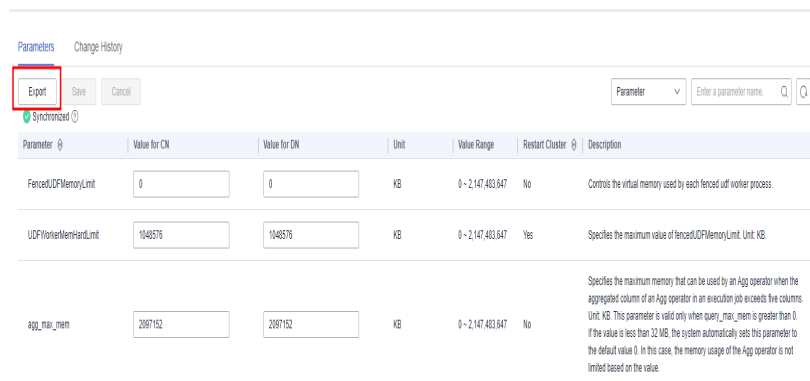 Parameters Change History
Export Save Cancel Parameter Enter a parameter name.
Synchronized
Parameter Value for CN Value for DN Unit Value Range Restart Cluster Description
FencedUDFMemoryLimit 0 0 KB 0 ~ 2,147,483,647 No Controls the virtual memory used by each fenced udf worker process.
UDFWorkerMemHardLimit 1048576 1048576 KB 0 ~ 2,147,483,647 Yes Specifies the maximum value of fencedUDFMemoryLimit. Unit: KB.
Specifies the maximum memory that can be used by an Agg operator when the
aggregated column of an Agg operator in an execution job exceeds five columns.
Unit: KB. This parameter is valid only when query_max_mem is greater than 0.
agg_max_mem 2097152 2097152 KB 0 ~ 2,147,483,647 No If the value is less than 32 MB, the system automatically sets this parameter to
the default value 0. In this case, the memory usage of the Agg operator is not
limited based on the value.